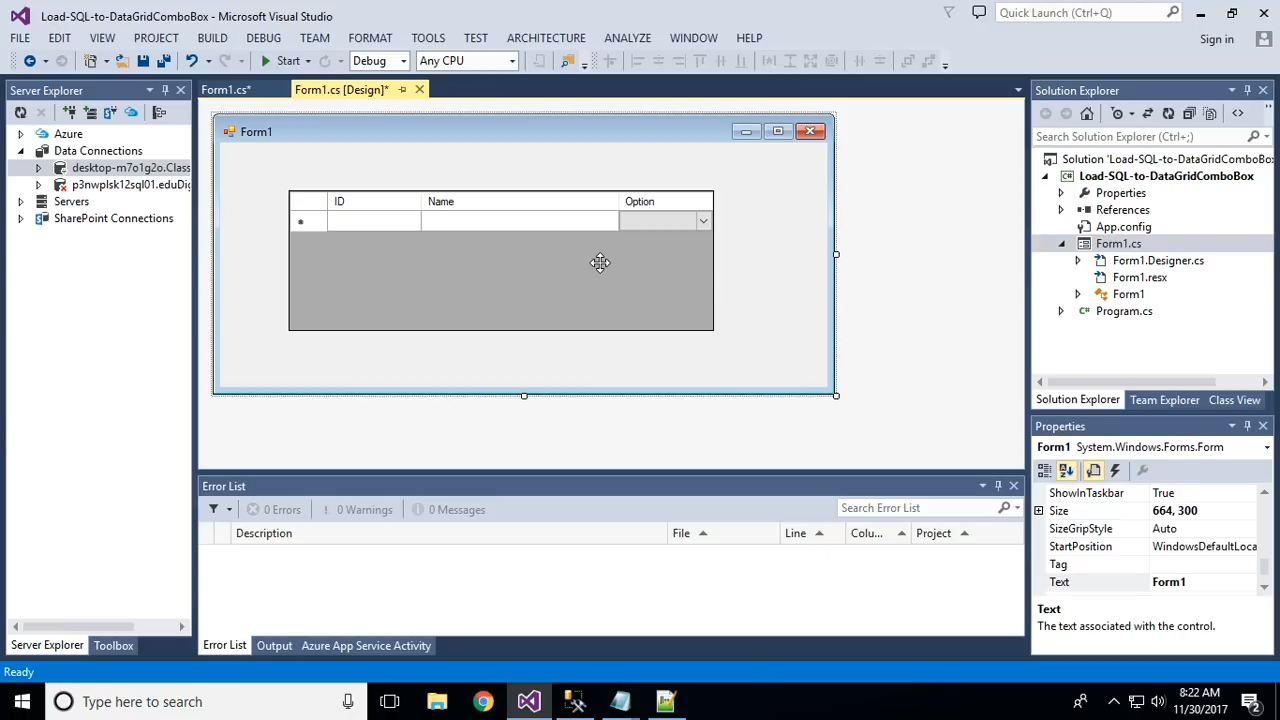 Load-SQL-to-DataGridComboBox - Microsoft Visual Studio
Quick Launch (Ctrl+Q)
FILE EDIT VIEW PROJECT BUILD DEBUG TEAM FORMAT TOOLS TEST ARCHITECTURE ANALYZE WINDOW HELP
Sign in
Start Debug Any CPU
Server Explorer
Azure
Data Connections
desktop-m7o1g2o.Class
p3nwplsk12sql01.eduDig
Servers
SharePoint Connections
Server Explorer Toolbox
Form1.cs* Form1.cs [Design]*
Form1
ID Name Option
Error List
0 Errors 0 Warnings 0 Messages
Search Error List
Description File Line Colu... Project
Error List Output Azure App Service Activity
Solution Explorer
Search Solution Explorer (Ctrl+;)
Solution 'Load-SQL-to-DataGridComboBo
Load-SQL-to-DataGridComboBox
Properties
References
App.config
Form1.cs
Form1.Designer.cs
Form1.resx
Form1
Program.cs
Solution Explorer Team Explorer Class View
Properties
Form1 System.Windows.Forms.Form
ShowInTaskbar True
Size 664, 300
SizeGripStyle Auto
StartPosition WindowsDefaultLoca
Tag
Text Form1
Text
The text associated with the control.
Ready
Type here to search
8:22 AM
11/30/2017
2